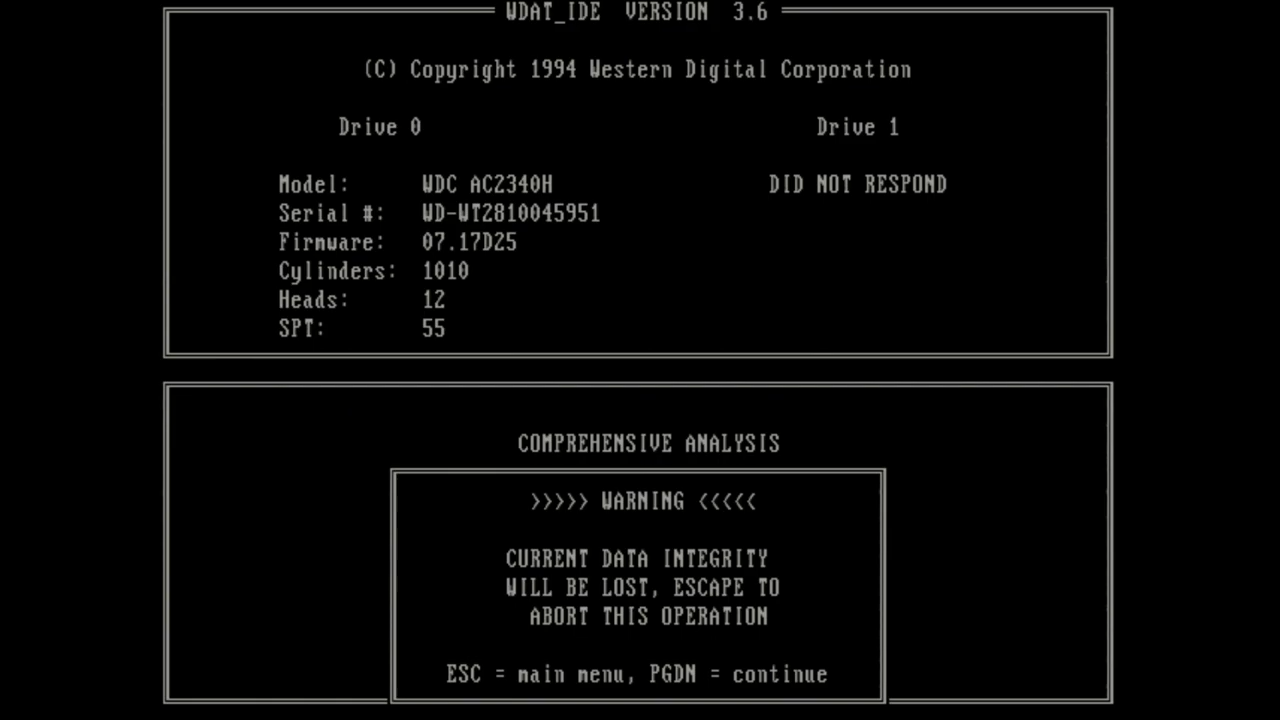 WDAT_IDE VERSION 3.6
(C) Copyright 1994 Western Digital Corporation
Drive 0 Drive 1
Model: WDC AC2340H DID NOT RESPOND
Serial #: WD-WT2810045951
Firmware: 07.17D25
Cylinders: 1010
Heads: 12
SPT: 55
COMPREHENSIVE ANALYSIS
>>>>> WARNING <<<<<
CURRENT DATA INTEGRITY
WILL BE LOST, ESCAPE TO
ABORT THIS OPERATION
ESC = main menu, PGDN = continue